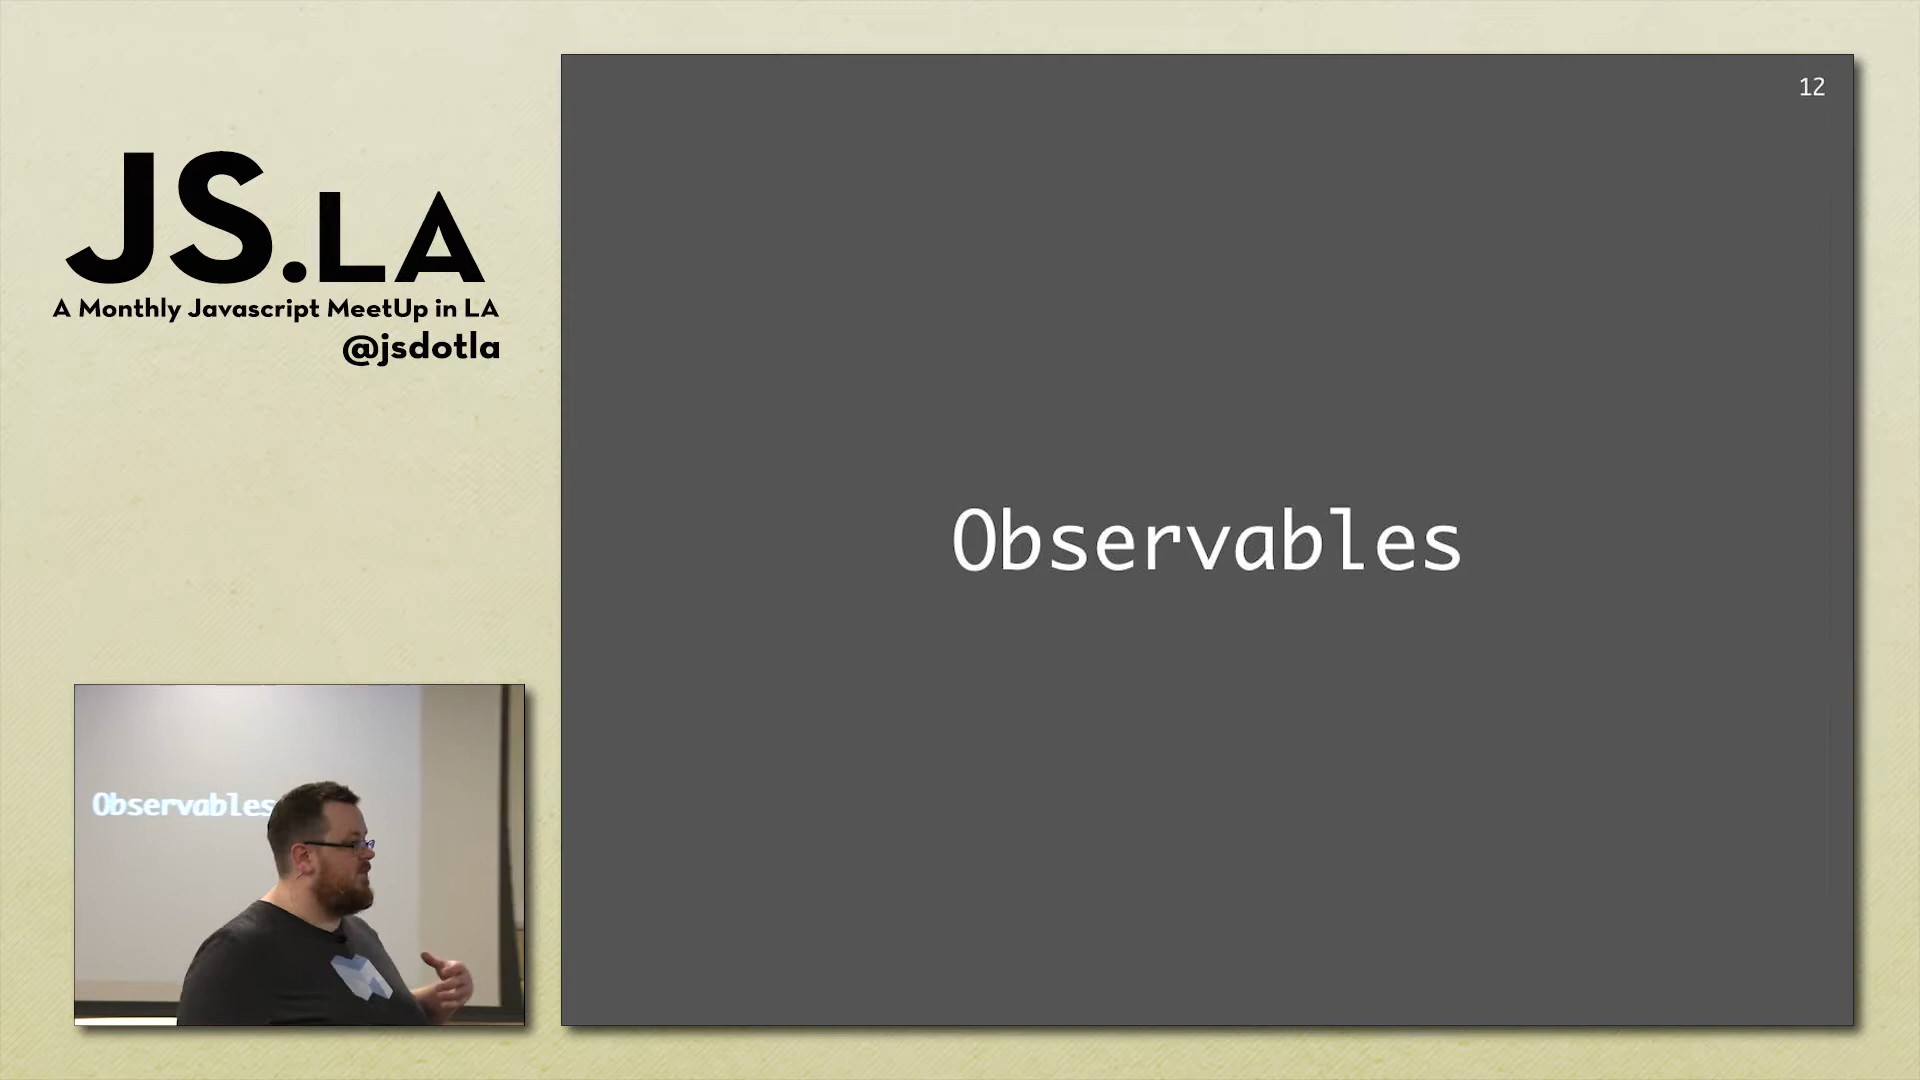 JS.LA
A Monthly Javascript MeetUp in LA
@jsdotla
12
Observables
Observables